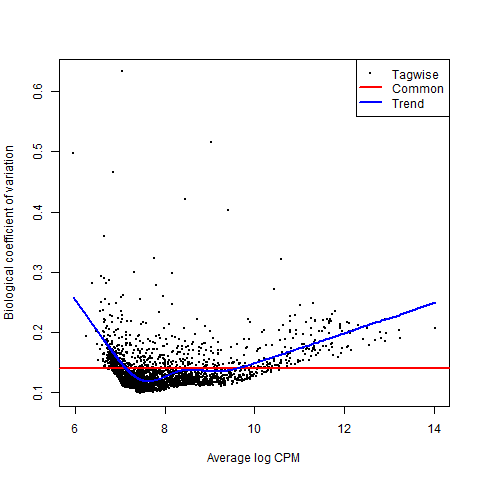 Tagwise
Common
Trend
0.6
0.5
0.4
0.3
0.2
0.1
Biological coefficient of variation
6
8
10
12
14
Average log CPM